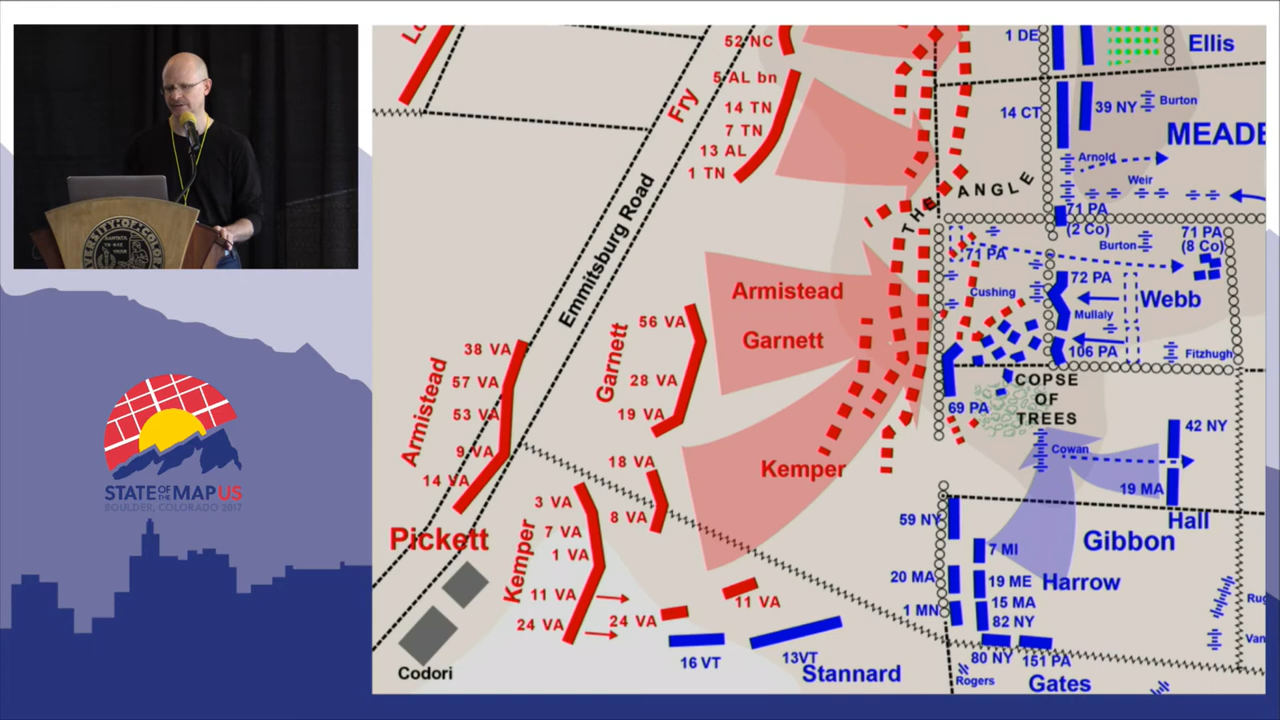 52 NC
5 AL bn
14 TN
7 TN
13 AL
1 TN
Fry
Emmitsburg Road
1 DE
Ellis
14 CT
39 NY
Burton
MEADE
Arnold
Weir
THE ANGLE
71 PA
(2 Co)
71 PA
Burton
71 PA
(8 Co)
Cushing
72 PA
Webb
Mullaly
106 PA
Fitzhugh
69 PA
COPSE
OF
TREES
Armistead
Garnett
Kemper
56 VA
28 VA
19 VA
Garnett
38 VA
57 VA
53 VA
9 VA
14 VA
Armistead
18 VA
8 VA
3 VA
7 VA
1 VA
11 VA
24 VA
Kemper
Pickett
24 VA
11 VA
Codori
16 VT
13VT
Stannard
Cowan
42 NY
19 MA
Hall
Gibbon
Harrow
59 NY
7 MI
20 MA
19 ME
15 MA
1 MN
82 NY
80 NY
151 PA
Rogers
Gates
STATE OF THE MAP US
BOULDER, COLORADO 2017